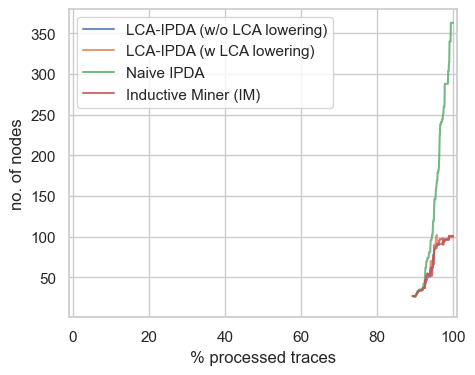 LCA-IPDA (w/o LCA lowering)
LCA-IPDA (w LCA lowering)
Naive IPDA
Inductive Miner (IM)
no. of nodes
350
300
250
200
150
100
50
0
20
40
60
80
100
% processed traces